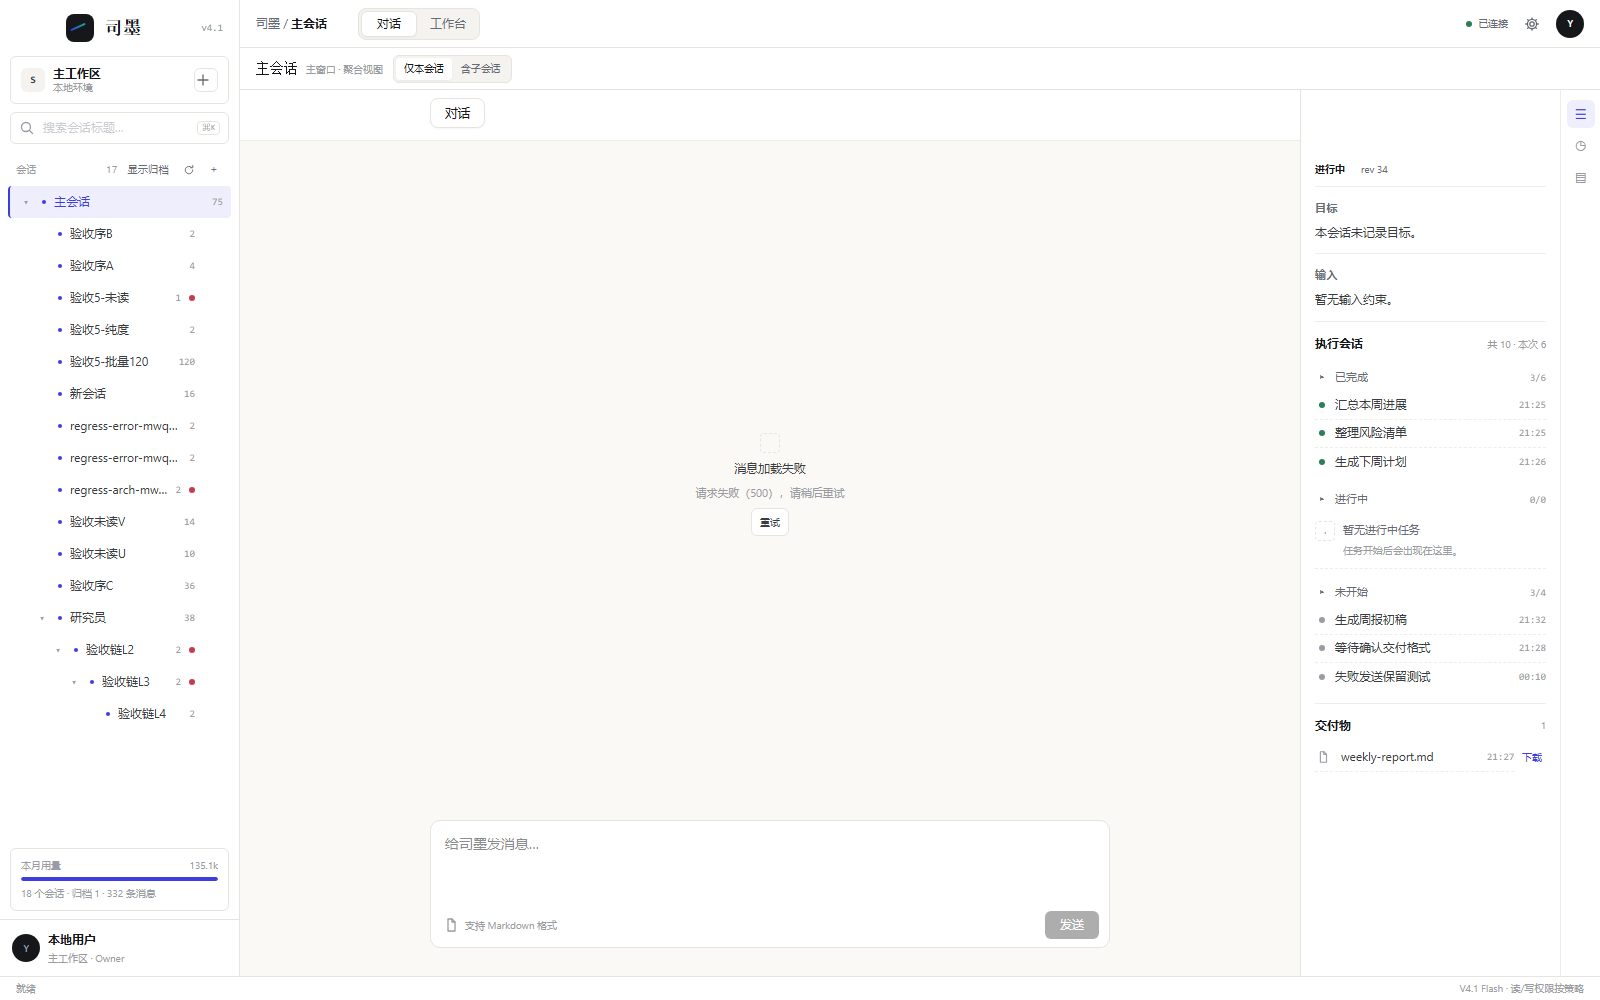 司墨
v4.1
S
主工作区
本地环境
搜索会话标题...
⌘K
会话
17
显示归档
主会话
75
验收序B
2
验收序A
4
验收5-未读
1
验收5-纯度
2
验收5-批量120
120
新会话
16
regress-error-mwq...
2
regress-error-mwq...
2
regress-arch-mw...
2
验收未读V
14
验收未读U
10
验收序C
36
研究员
38
验收链L2
2
验收链L3
2
验收链L4
2
本月用量
135.1k
18 个会话 · 归档 1 · 332 条消息
Y
本地用户
主工作区 · Owner
就绪
司墨 / 主会话
对话
工作台
已连接
Y
主会话
主窗口 · 聚合视图
仅本会话
含子会话
对话
消息加载失败
请求失败（500），请稍后重试
重试
给司墨发消息...
支持 Markdown 格式
发送
进行中
rev 34
目标
本会话未记录目标。
输入
暂无输入约束。
执行会话
共 10 · 本次 6
已完成
3/6
汇总本周进展
21:25
整理风险清单
21:25
生成下周计划
21:26
进行中
0/0
暂无进行中任务
任务开始后会出现在这里。
未开始
3/4
生成周报初稿
21:32
等待确认交付格式
21:28
失败发送保留测试
00:10
交付物
1
weekly-report.md
21:27
下载
V4.1 Flash · 读/写权限按策略